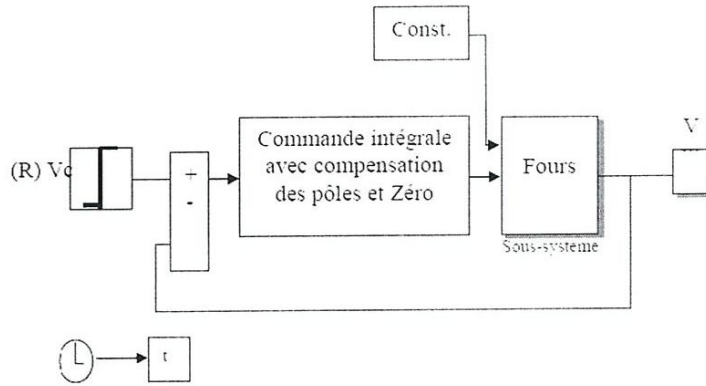 Const.
(R) Vc
+
-
Commande intégrale
avec compensation
des pôles et Zéro
Fours
V
Sous-système
t